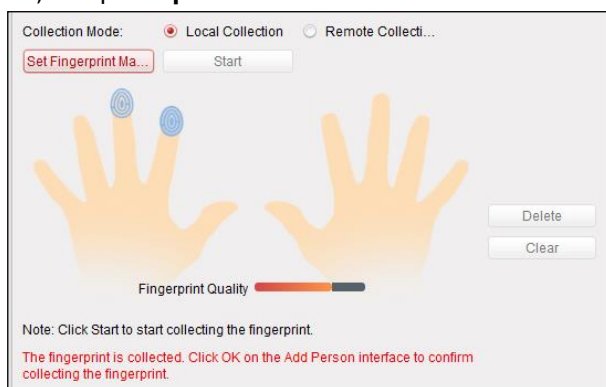 Collection Mode: Local Collection Remote Collecti...
Set Fingerprint Ma... Start
Delete
Clear
Fingerprint Quality
Note: Click Start to start collecting the fingerprint.
The fingerprint is collected. Click OK on the Add Person interface to confirm
collecting the fingerprint.